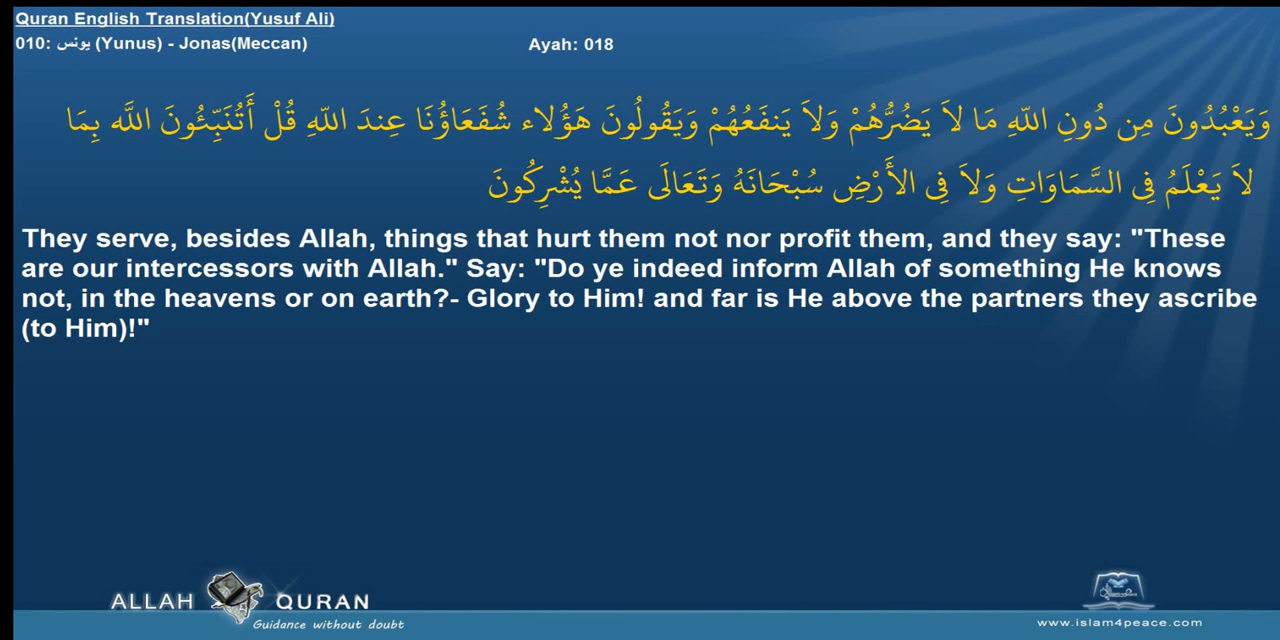 Quran English Translation(Yusuf Ali)
010: يونس (Yunus) - Jonas(Meccan)
Ayah: 018
وَيَعْبُدُونَ مِن دُونِ اللّهِ مَا لاَ يَضُرُّهُمْ وَلاَ يَنفَعُهُمْ وَيَقُولُونَ هَؤُلاء شُفَعَاؤُنَا عِندَ اللّهِ قُلْ أَتُنَبِّئُونَ اللّهَ بِمَا
لاَ يَعْلَمُ فِي السَّمَاوَاتِ وَلاَ فِي الأَرْضِ سُبْحَانَهُ وَتَعَالَى عَمَّا يُشْرِكُونَ
They serve, besides Allah, things that hurt them not nor profit them, and they say: "These
are our intercessors with Allah." Say: "Do ye indeed inform Allah of something He knows
not, in the heavens or on earth?- Glory to Him! and far is He above the partners they ascribe
(to Him)!"
ALLAH QURAN
Guidance without doubt
www.islam4peace.com